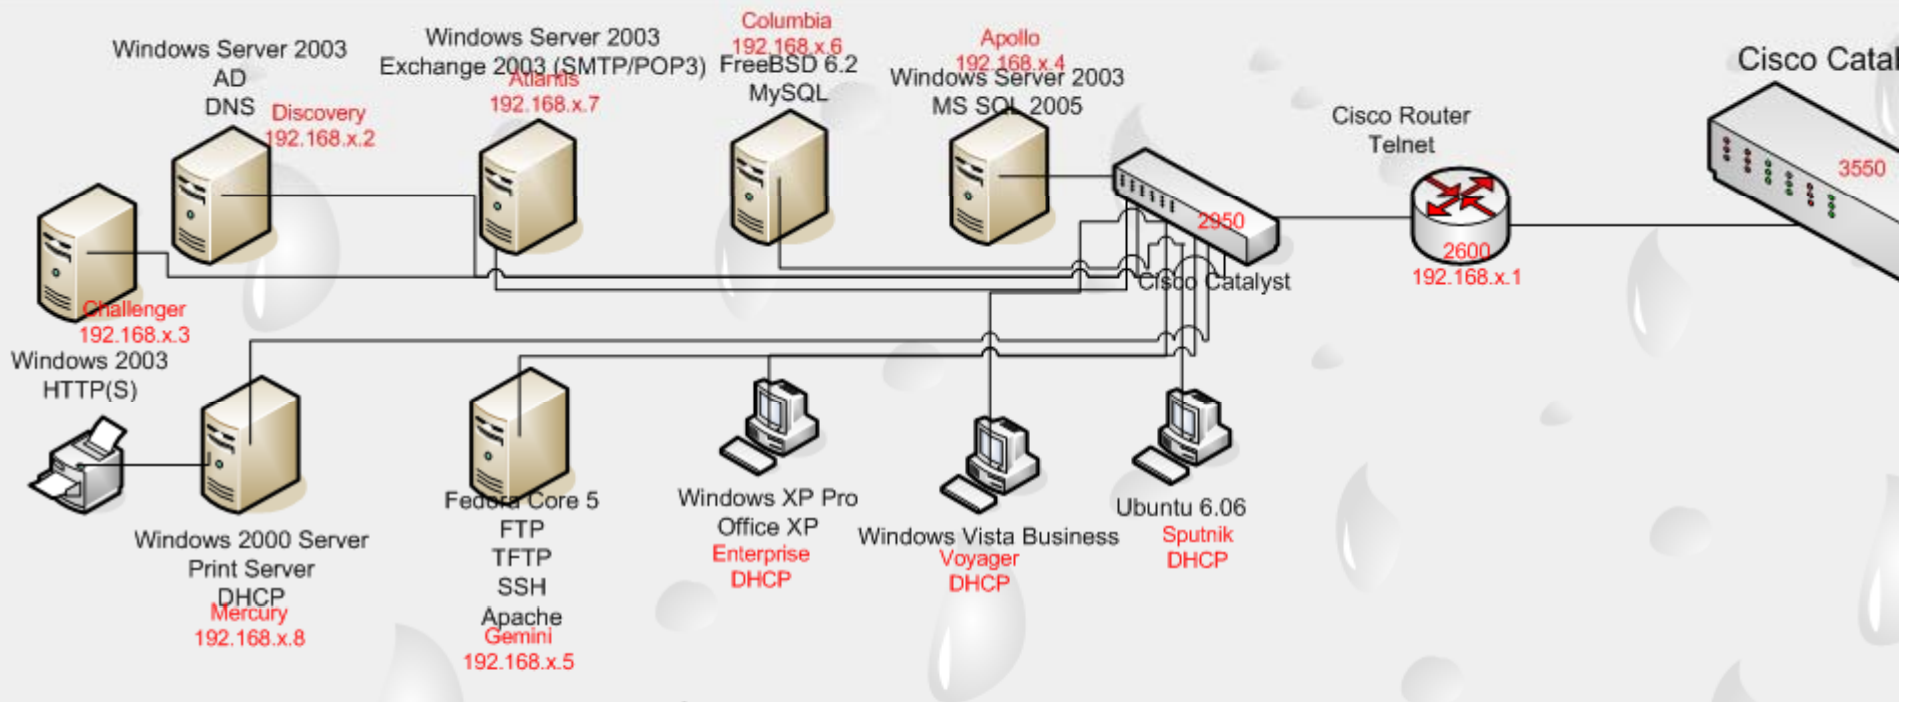 Windows Server 2003
AD
DNS
Discovery
192.168.x.2
Windows Server 2003
Exchange 2003 (SMTP/POP3)
Atlantis
192.168.x.7
Columbia
192.168.x.6
FreeBSD 6.2
MySQL
Apollo
192.168.x.4
Windows Server 2003
MS SQL 2005
Cisco Router
Telnet
2600
192.168.x.1
Cisco Catal
3550
2950
Cisco Catalyst
Challenger
192.168.x.3
Windows 2003
HTTP(S)
Windows 2000 Server
Print Server
DHCP
Mercury
192.168.x.8
Fedora Core 5
FTP
TFTP
SSH
Apache
Gemini
192.168.x.5
Windows XP Pro
Office XP
Enterprise
DHCP
Windows Vista Business
Voyager
DHCP
Ubuntu 6.06
Sputnik
DHCP